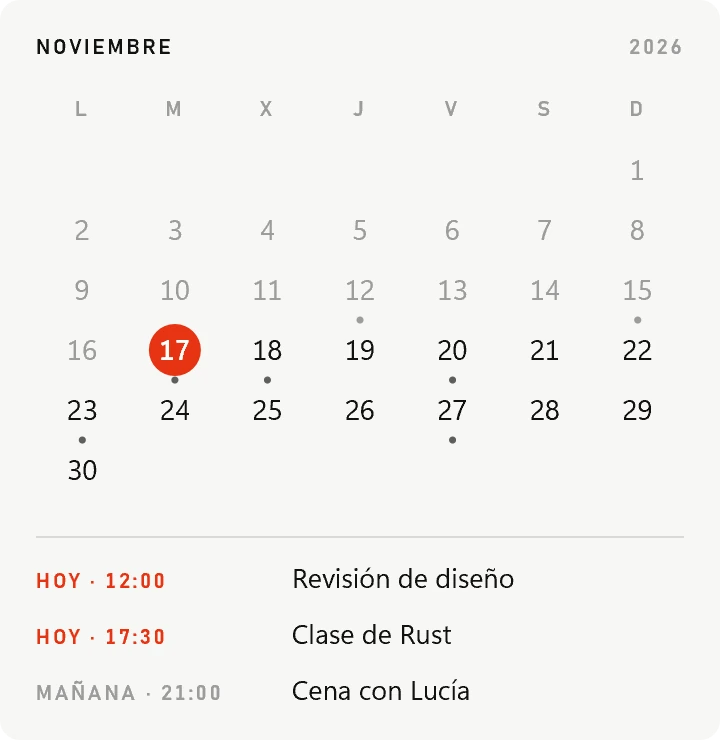 NOVIEMBRE 2026
L M X J V S D
1
2 3 4 5 6 7 8
9 10 11 12 13 14 15
16 17 18 19 20 21 22
23 24 25 26 27 28 29
30
HOY · 12:00 Revisión de diseño
HOY · 17:30 Clase de Rust
MAÑANA · 21:00 Cena con Lucía